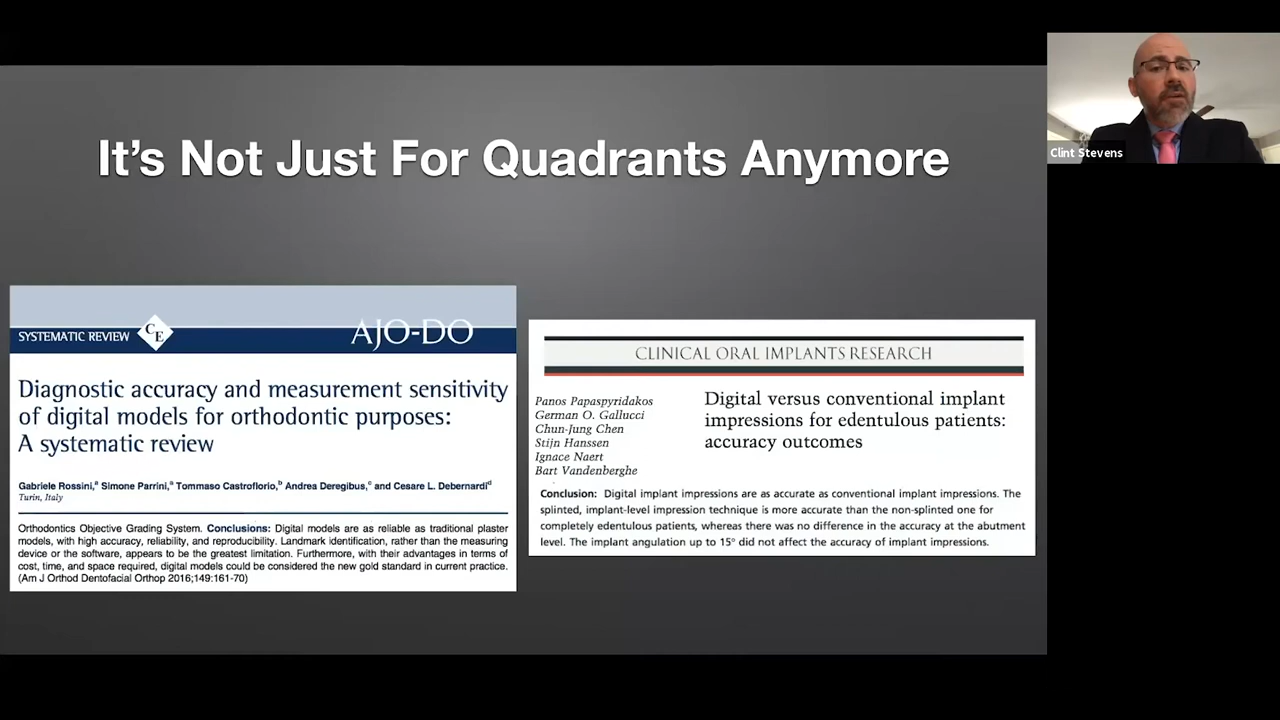 It's Not Just For Quadrants Anymore
Clint Stevens
SYSTEMATIC REVIEW
CE
AJO-DO
Diagnostic accuracy and measurement sensitivity
of digital models for orthodontic purposes:
A systematic review
Gabriele Rossini,ᵃ Simone Parrini,ᵃ Tommaso Castroflorio,ᵇ Andrea Deregibus,ᶜ and Cesare L. Debernardiᵈ
Turin, Italy
Orthodontics Objective Grading System. Conclusions: Digital models are as reliable as traditional plaster
models, with high accuracy, reliability, and reproducibility. Landmark identification, rather than the measuring
device or the software, appears to be the greatest limitation. Furthermore, with their advantages in terms of
cost, time, and space required, digital models could be considered the new gold standard in current practice.
(Am J Orthod Dentofacial Orthop 2016;149:161-70)
CLINICAL ORAL IMPLANTS RESEARCH
Panos Papaspyridakos
German O. Gallucci
Chun-Jung Chen
Stijn Hanssen
Ignace Naert
Bart Vandenberghe
Digital versus conventional implant
impressions for edentulous patients:
accuracy outcomes
Conclusion: Digital implant impressions are as accurate as conventional implant impressions. The
splinted, implant-level impression technique is more accurate than the non-splinted one for
completely edentulous patients, whereas there was no difference in the accuracy at the abutment
level. The implant angulation up to 15° did not affect the accuracy of implant impressions.